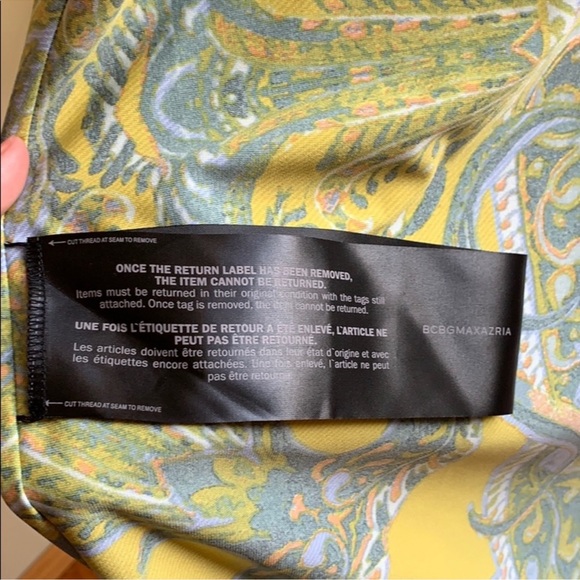 ← CUT THREAD AT SEAM TO REMOVE
ONCE THE RETURN LABEL HAS BEEN REMOVED,
THE ITEM CANNOT BE RETURNED.
Items must be returned in their original condition with the tags still
attached. Once tag is removed, the item cannot be returned.
UNE FOIS L'ÉTIQUETTE DE RETOUR A ÉTÉ ENLEVÉ, L'ARTICLE NE
PEUT PAS ÊTRE RETOURNÉ.
Les articles doivent être retournés dans leur état d'origine et avec
les étiquettes encore attachées. Une fois enlevé, l'article ne peut
pas être retourné.
← CUT THREAD AT SEAM TO REMOVE
BCBGMAXAZRIA